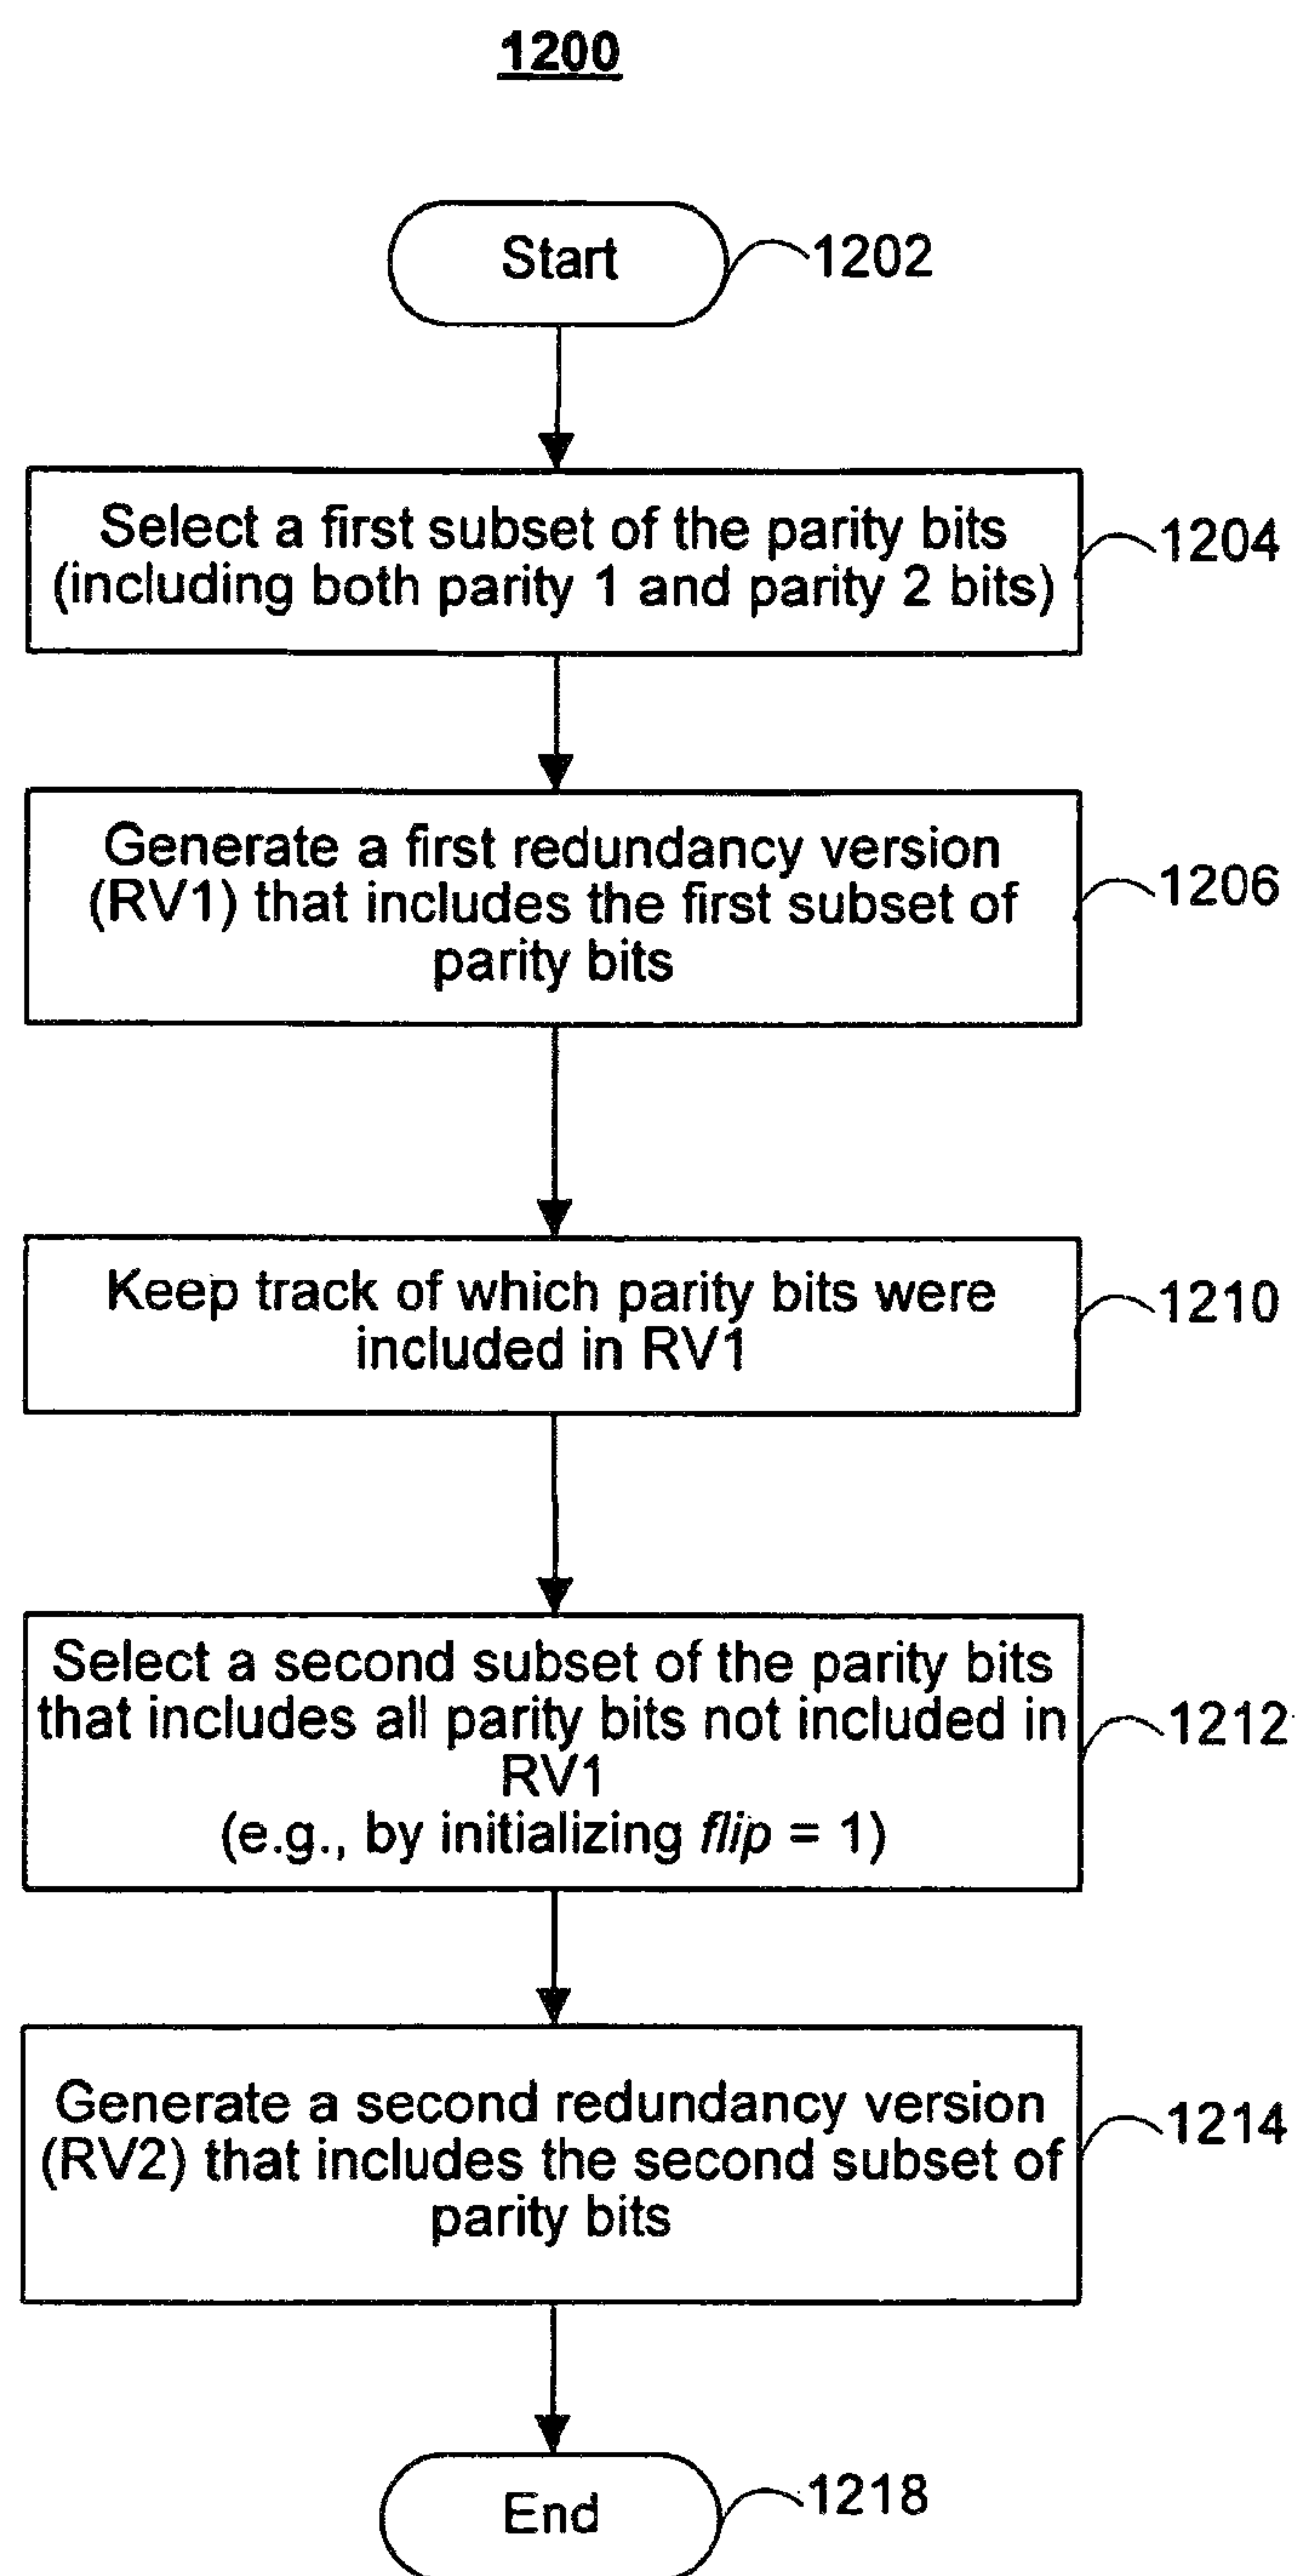 1200
Start
1202
Select a first subset of the parity bits
(including both parity 1 and parity 2 bits)
1204
Generate a first redundancy version
(RV1) that includes the first subset of
parity bits
1206
Keep track of which parity bits were
included in RV1
1210
Select a second subset of the parity bits
that includes all parity bits not included in
RV1
(e.g., by initializing flip = 1)
1212
Generate a second redundancy version
(RV2) that includes the second subset of
parity bits
1214
End
1218